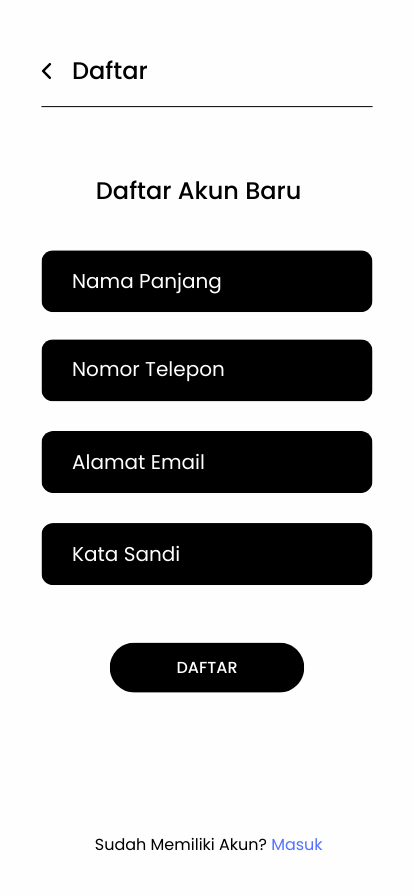 Daftar
Daftar Akun Baru
Nama Panjang
Nomor Telepon
Alamat Email
Kata Sandi
DAFTAR
Sudah Memiliki Akun? Masuk